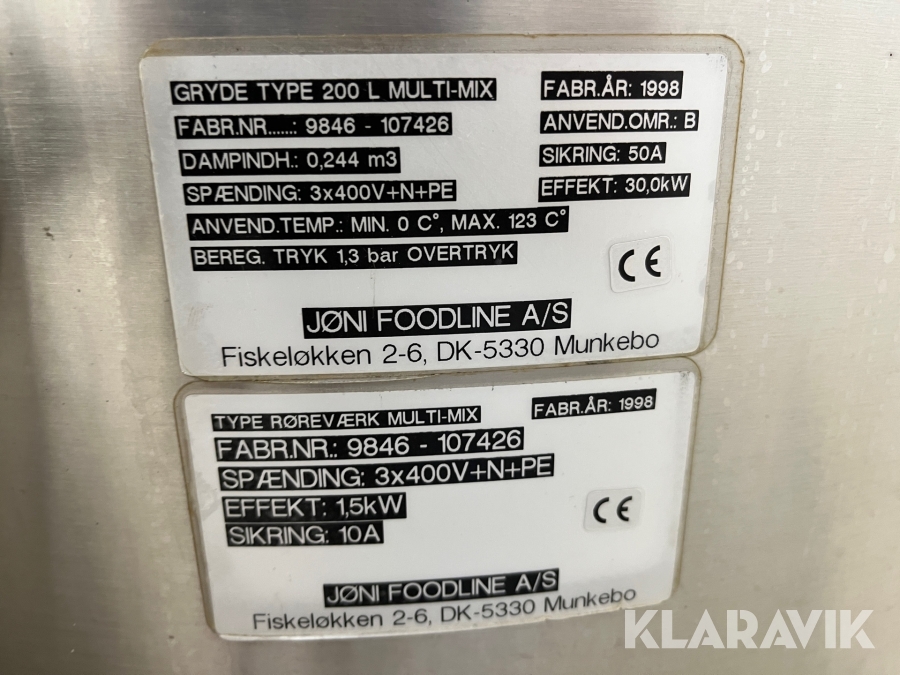 GRYDE TYPE 200 L MULTI-MIX
FABR.ÅR: 1998
FABR.NR......: 9846 - 107426
ANVEND.OMR.: B
DAMPINDH.: 0,244 m3
SIKRING: 50A
SPÆNDING: 3x400V+N+PE
EFFEKT: 30,0kW
ANVEND.TEMP.: MIN. 0 C°, MAX. 123 C°
BEREG. TRYK 1,3 bar OVERTRYK
CE
JØNI FOODLINE A/S
Fiskeløkken 2-6, DK-5330 Munkebo
TYPE RØREVÆRK MULTI-MIX
FABR.ÅR: 1998
FABR.NR.: 9846 - 107426
SPÆNDING: 3x400V+N+PE
EFFEKT: 1,5kW
CE
SIKRING: 10A
JØNI FOODLINE A/S
Fiskeløkken 2-6, DK-5330 Munkebo
KLARAVIK